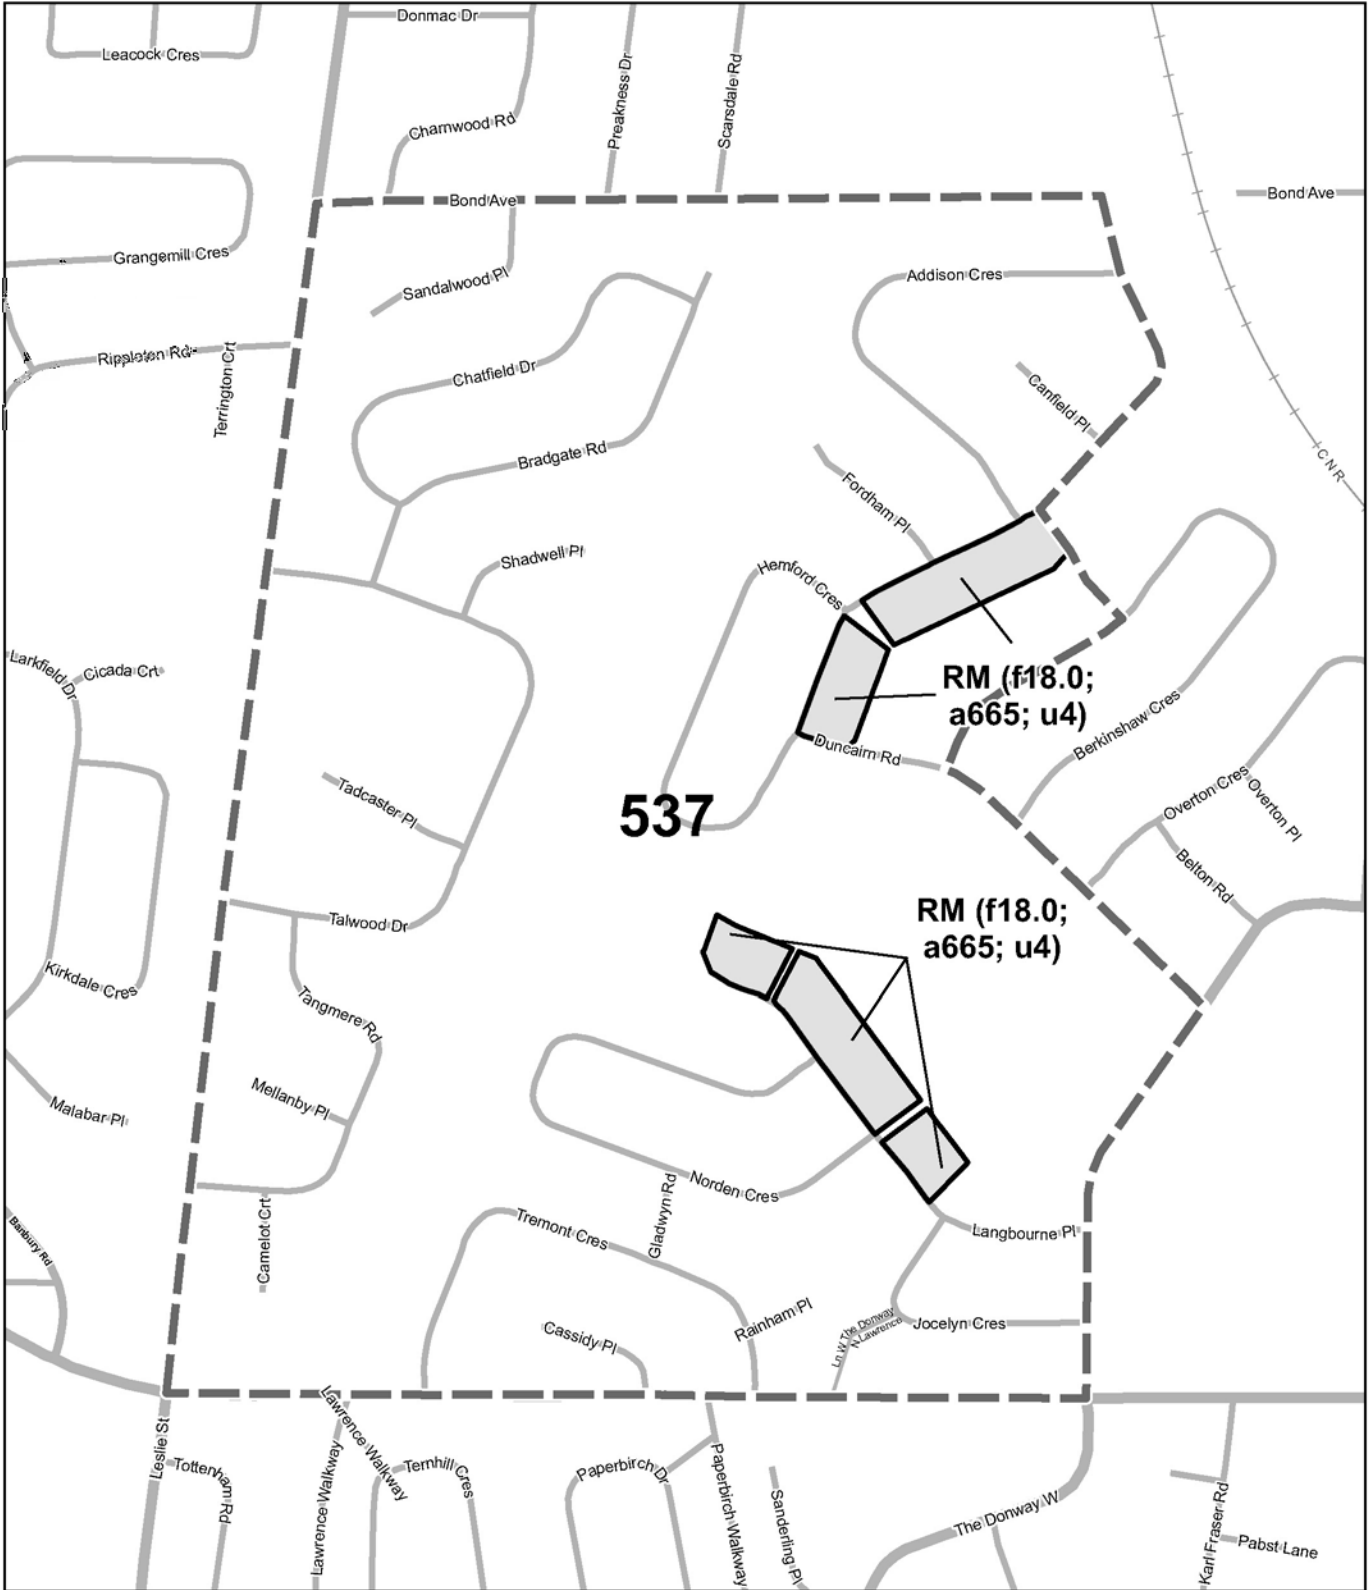 Donmac Dr
Leacock Cres
Preakness Dr
Scarsdale Rd
Charnwood Rd
Bond Ave
Bond Ave
Grangemill Cres
Sandalwood Pl
Addison Cres
Rippleton Rd
Terrington Crt
Chatfield Dr
Canfield Pl
Bradgate Rd
CNR
Fordham Pl
Shadwell Pl
Hemford Cres
Larkfield Dr
Cicada Crt
RM (f18.0;
a665; u4)
Berkinshaw Cres
Duncairn Rd
Tadcaster Pl
537
Overton Cres
Overton Pl
Belton Rd
Talwood Dr
RM (f18.0;
a665; u4)
Kirkdale Cres
Tangmere Rd
Mellanby Pl
Malabar Pl
Norden Cres
Gladwyn Rd
Tremont Cres
Camelot Crt
Banbury Rd
Langbourne Pl
Rainham Pl
Cassidy Pl
Ln W The Donway
N Lawrence
Jocelyn Cres
Leslie St
Lawrence Walkway
Lawrence Walkway
Tottenham Rd
Ternhill Cres
Paperbirch Dr
Paperbirch Walkway
Sanderling Pl
The Donway W
Karl Fraser Rd
Pabst Lane